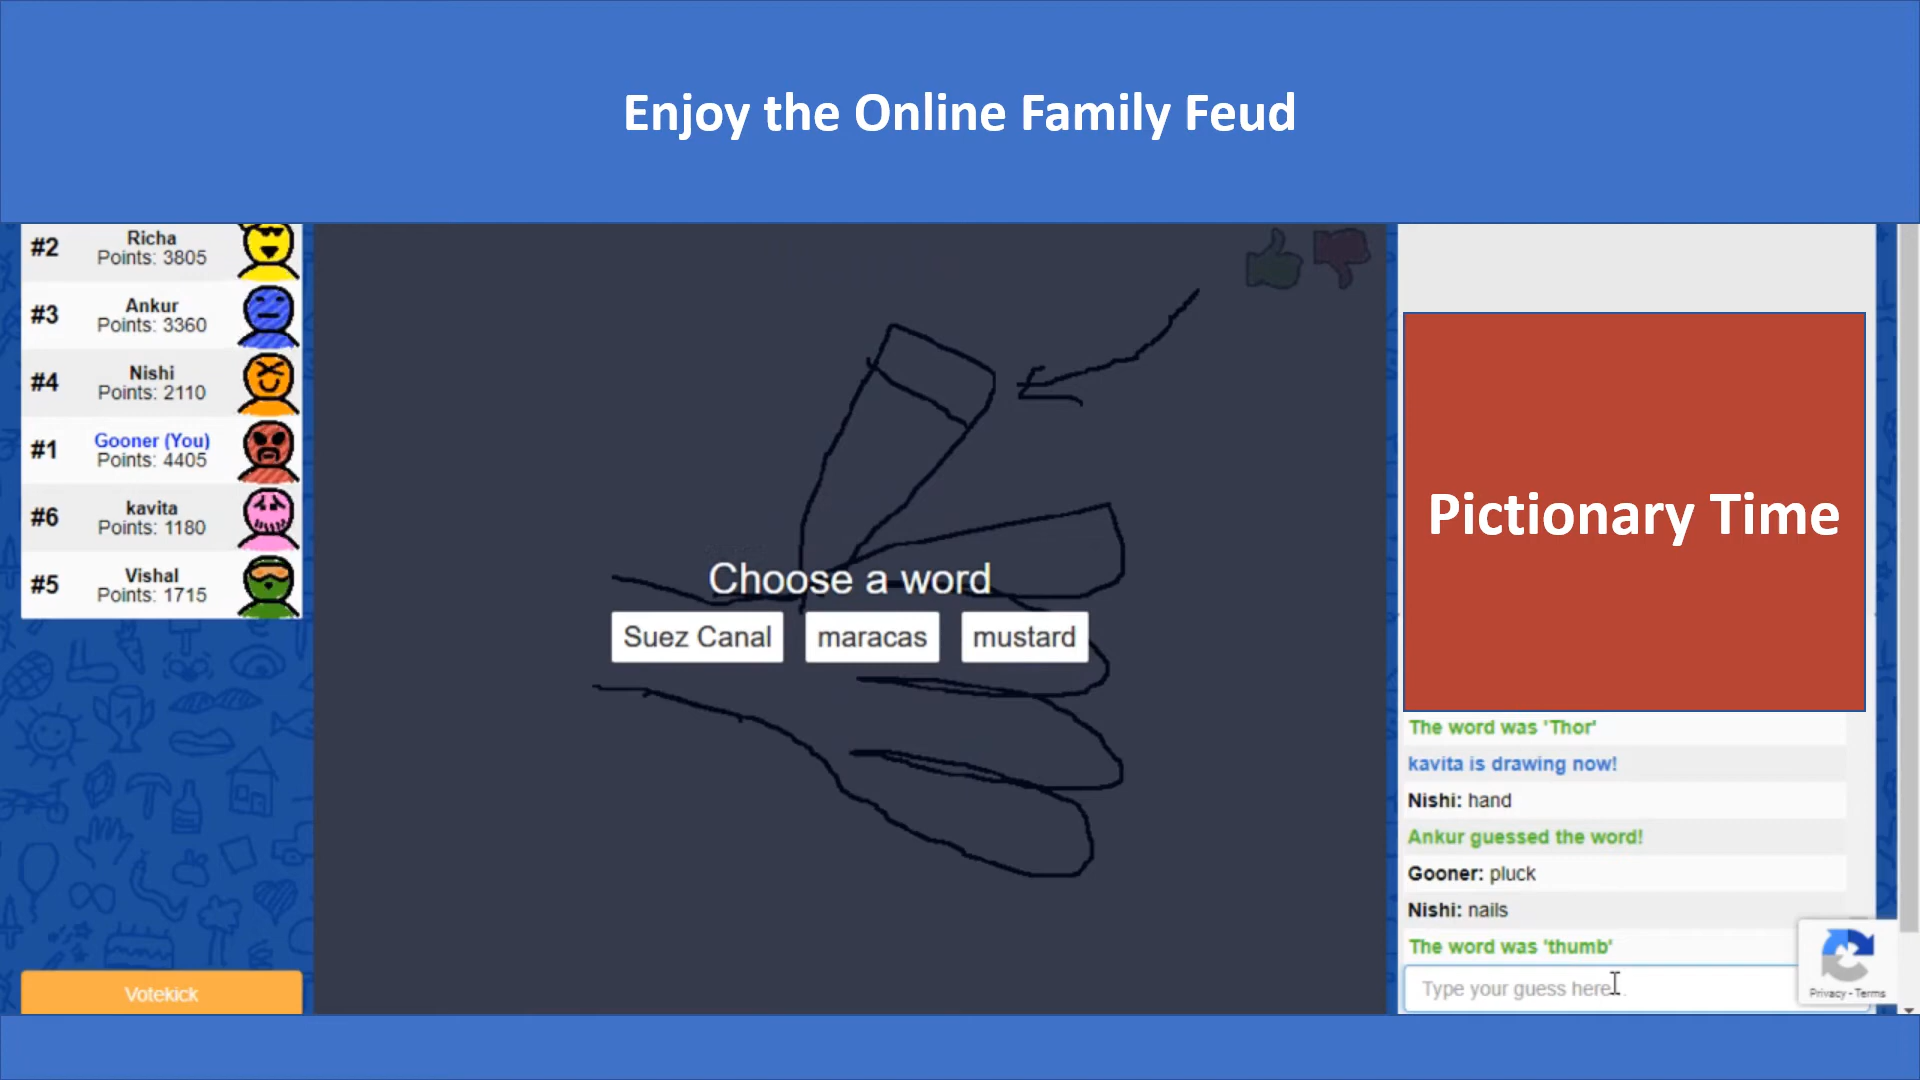 Enjoy the Online Family Feud
#2
Richa
Points: 3805
#3
Ankur
Points: 3360
#4
Nishi
Points: 2110
#1
Gooner (You)
Points: 4405
#6
kavita
Points: 1180
#5
Vishal
Points: 1715
Votekick
Choose a word
Suez Canal
maracas
mustard
Pictionary Time
The word was 'Thor'
kavita is drawing now!
Nishi: hand
Ankur guessed the word!
Gooner: pluck
Nishi: nails
The word was 'thumb'
Type your guess here...
Privacy - Terms